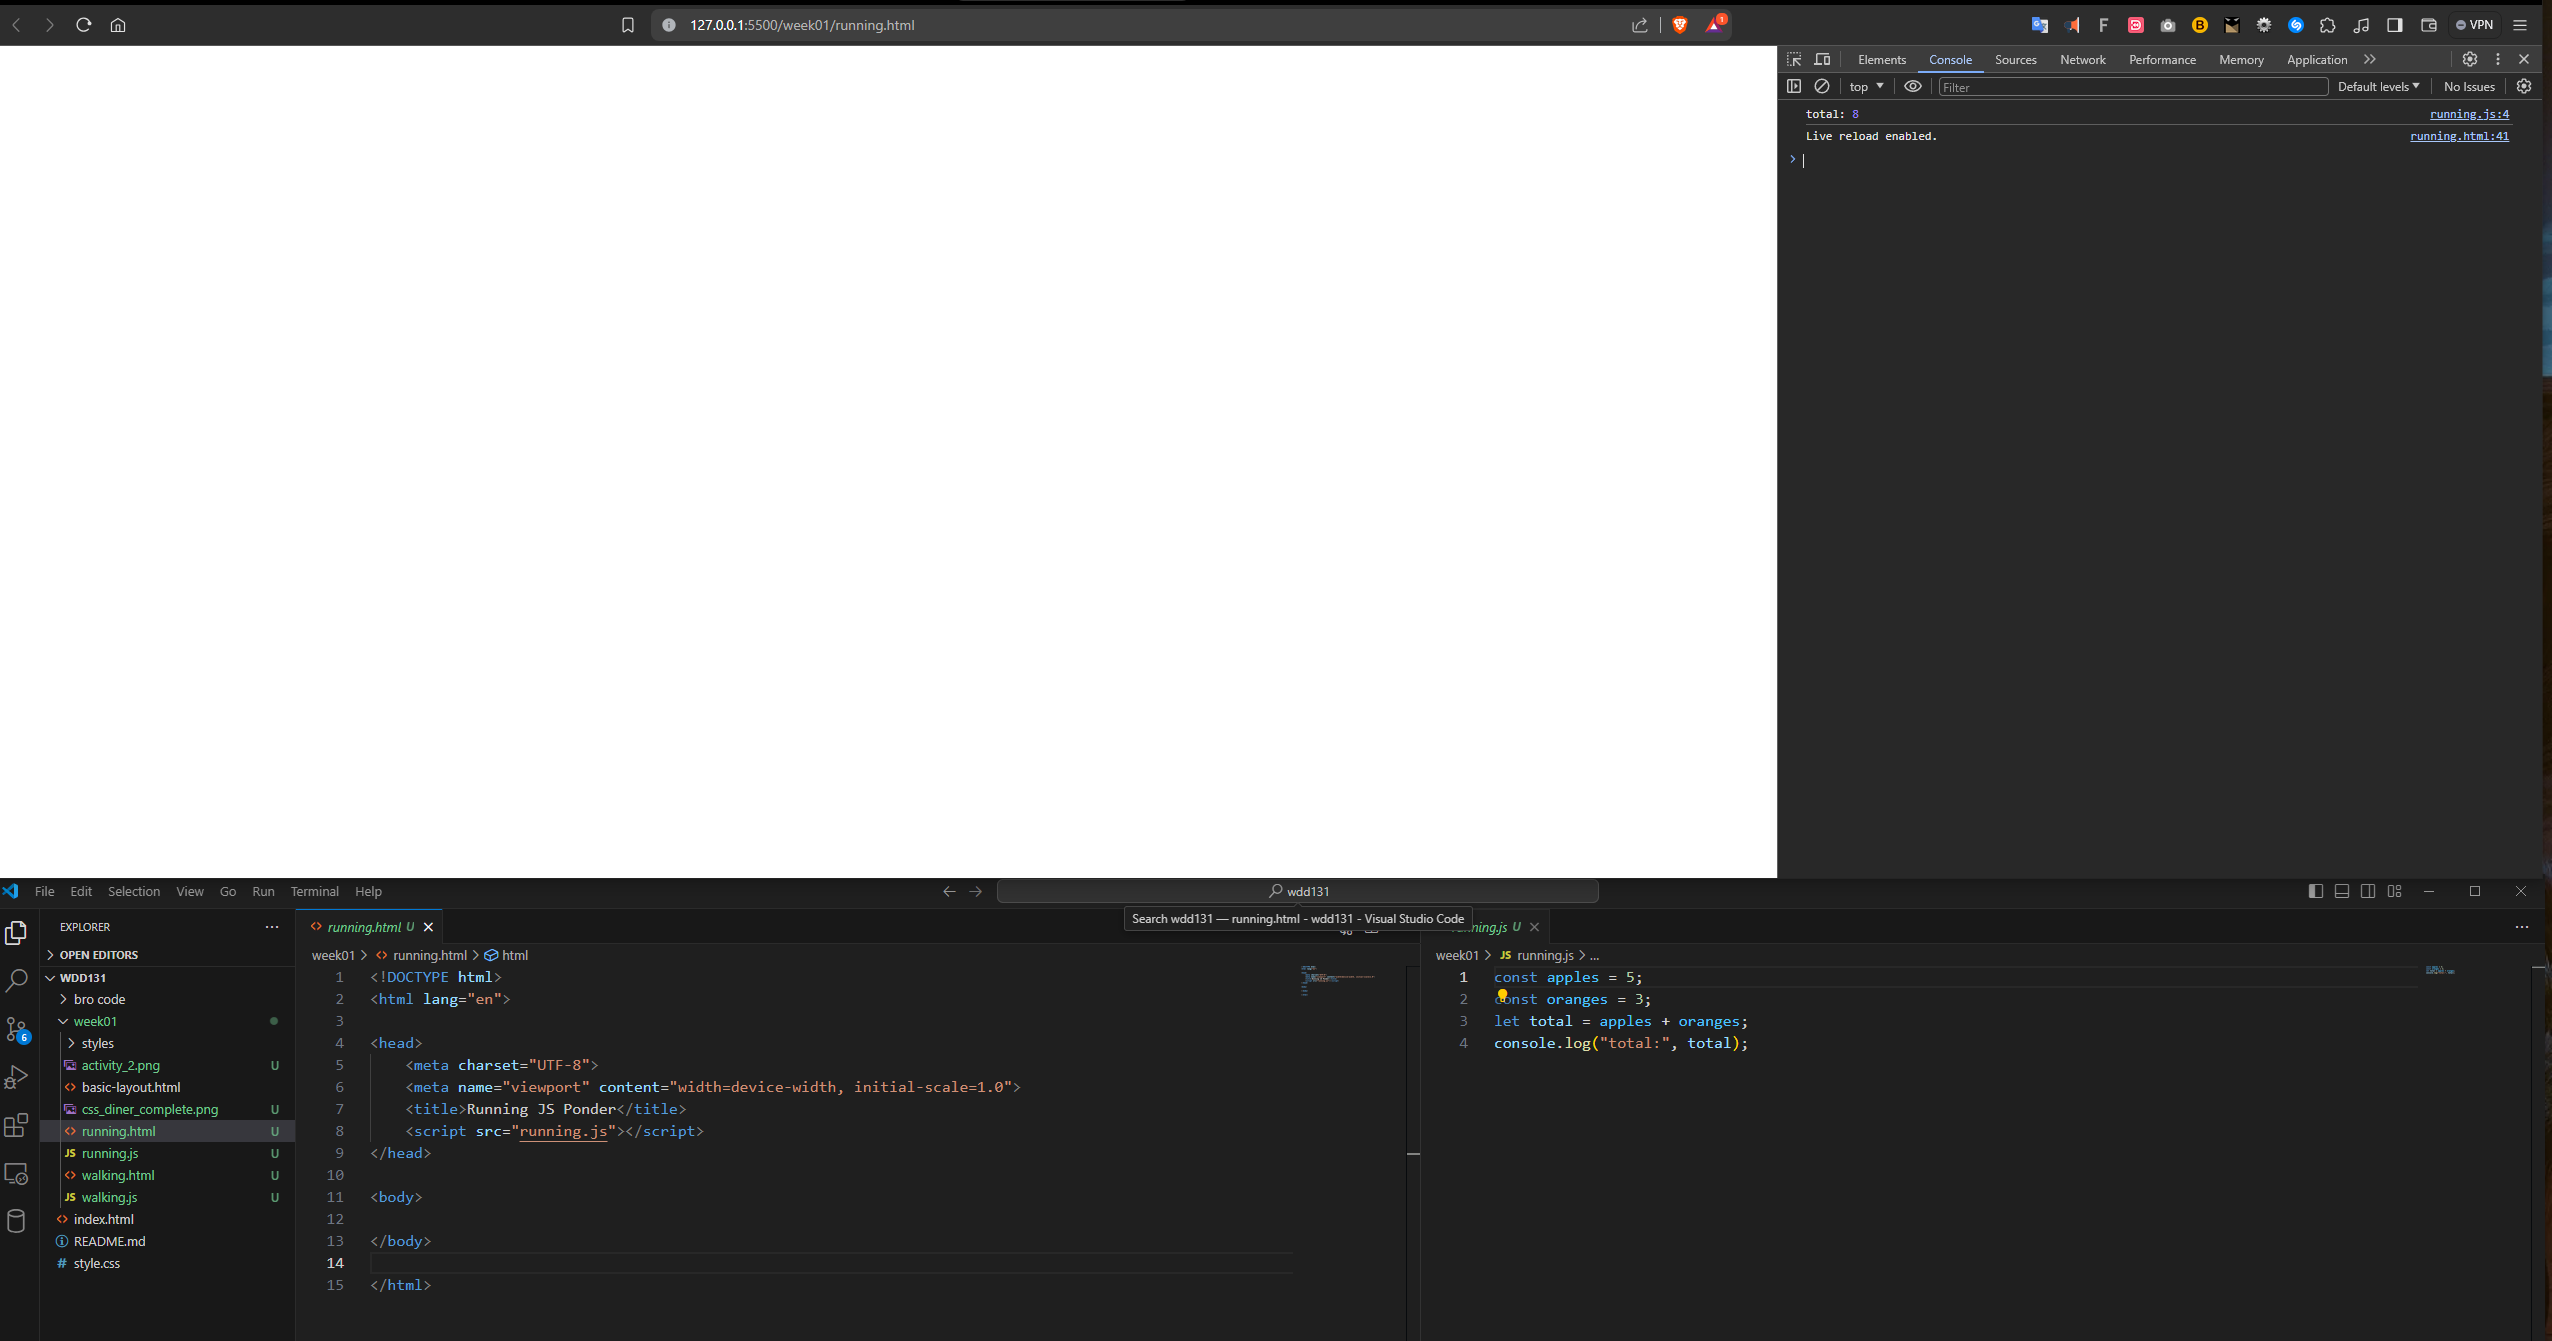 127.0.0.1:5500/week01/running.html
1
VPN
Elements Console Sources Network Performance Memory Application
top Filter Default levels No Issues
total: 8 running.js:4
Live reload enabled. running.html:41
File Edit Selection View Go Run Terminal Help
wdd131
Search wdd131 — running.html - wdd131 - Visual Studio Code
EXPLORER
OPEN EDITORS
WDD131
bro code
week01
styles
activity_2.png U
basic-layout.html
css_diner_complete.png U
running.html U
running.js U
walking.html U
walking.js U
index.html
README.md
style.css
6
running.html U
week01 > running.html > html
1 <!DOCTYPE html>
2 <html lang="en">
3
4 <head>
5 <meta charset="UTF-8">
6 <meta name="viewport" content="width=device-width, initial-scale=1.0">
7 <title>Running JS Ponder</title>
8 <script src="running.js"></script>
9 </head>
10
11 <body>
12
13 </body>
14
15 </html>
ning.js U
week01 > JS running.js > ...
1 const apples = 5;
2 const oranges = 3;
3 let total = apples + oranges;
4 console.log("total:", total);